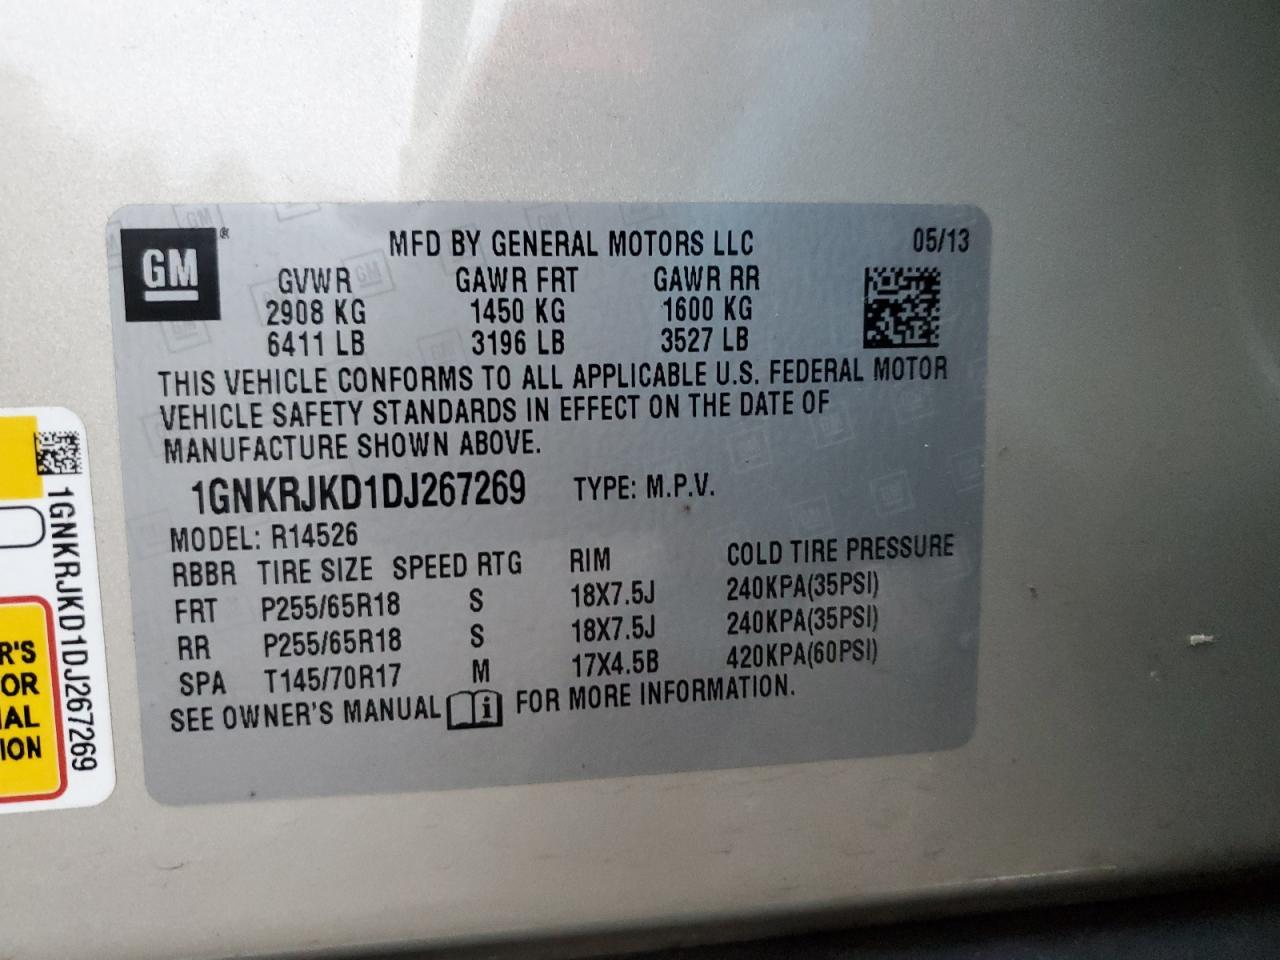 GM®
MFD BY GENERAL MOTORS LLC 05/13
GVWR GAWR FRT GAWR RR
2908 KG 1450 KG 1600 KG
6411 LB 3196 LB 3527 LB
THIS VEHICLE CONFORMS TO ALL APPLICABLE U.S. FEDERAL MOTOR
VEHICLE SAFETY STANDARDS IN EFFECT ON THE DATE OF
MANUFACTURE SHOWN ABOVE.
1GNKRJKD1DJ267269 TYPE: M.P.V.
MODEL: R14526
RBBR TIRE SIZE SPEED RTG RIM COLD TIRE PRESSURE
FRT P255/65R18 S 18X7.5J 240KPA(35PSI)
RR P255/65R18 S 18X7.5J 240KPA(35PSI)
SPA T145/70R17 M 17X4.5B 420KPA(60PSI)
SEE OWNER'S MANUAL FOR MORE INFORMATION.
1GNKRJKD1DJ267269
R'S
OR
IAL
ION